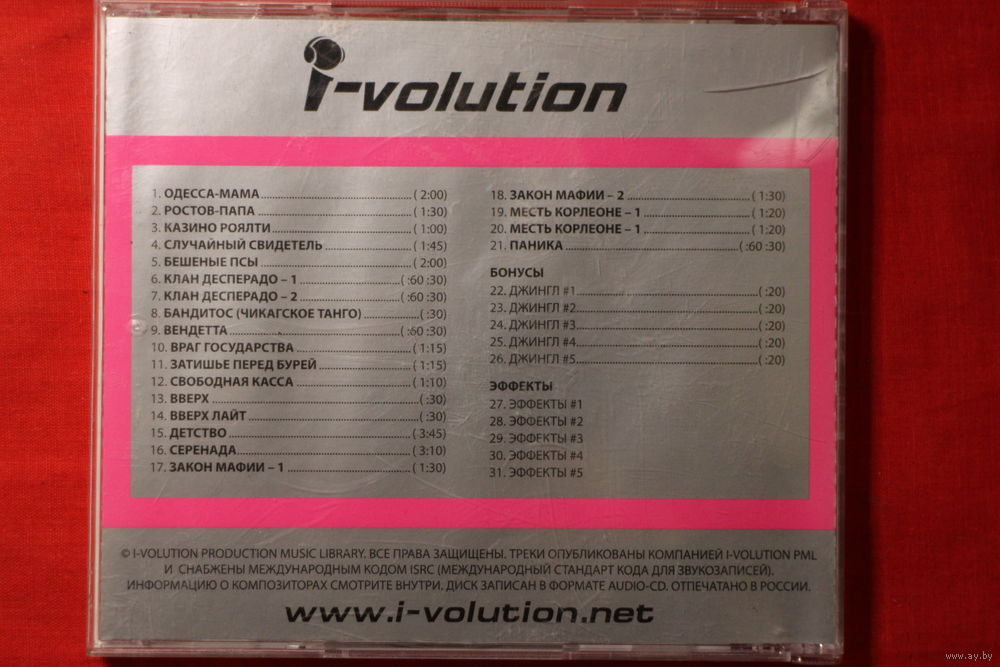 i-volution
1. ОДЕССА-МАМА ( 2:00)
2. РОСТОВ-ПАПА ( 1:30)
3. КАЗИНО РОЯЛТИ ( 1:00)
4. СЛУЧАЙНЫЙ СВИДЕТЕЛЬ ( 1:45)
5. БЕШЕНЫЕ ПСЫ ( 2:00)
6. КЛАН ДЕСПЕРАДО – 1 ( :60 :30)
7. КЛАН ДЕСПЕРАДО – 2 ( :60 :30)
8. БАНДИТОС (ЧИКАГСКОЕ ТАНГО) ( :30)
9. ВЕНДЕТТА ( :60 :30)
10. ВРАГ ГОСУДАРСТВА ( 1:15)
11. ЗАТИШЬЕ ПЕРЕД БУРЕЙ ( 1:15)
12. СВОБОДНАЯ КАССА ( 1:10)
13. ВВЕРХ ( :30)
14. ВВЕРХ ЛАЙТ ( :30)
15. ДЕТСТВО ( 3:45)
16. СЕРЕНАДА ( 3:10)
17. ЗАКОН МАФИИ – 1 ( 1:30)
18. ЗАКОН МАФИИ – 2 ( 1:30)
19. МЕСТЬ КОРЛЕОНЕ – 1 ( 1:20)
20. МЕСТЬ КОРЛЕОНЕ – 1 ( 1:20)
21. ПАНИКА ( :60 :30)
БОНУСЫ
22. ДЖИНГЛ #1 ( :20)
23. ДЖИНГЛ #2 ( :20)
24. ДЖИНГЛ #3 ( :20)
25. ДЖИНГЛ #4 ( :20)
26. ДЖИНГЛ #5 ( :20)
ЭФФЕКТЫ
27. ЭФФЕКТЫ #1
28. ЭФФЕКТЫ #2
29. ЭФФЕКТЫ #3
30. ЭФФЕКТЫ #4
31. ЭФФЕКТЫ #5
© I-VOLUTION PRODUCTION MUSIC LIBRARY. ВСЕ ПРАВА ЗАЩИЩЕНЫ. ТРЕКИ ОПУБЛИКОВАНЫ КОМПАНИЕЙ I-VOLUTION PML
И СНАБЖЕНЫ МЕЖДУНАРОДНЫМ КОДОМ ISRC (МЕЖДУНАРОДНЫЙ СТАНДАРТ КОДА ДЛЯ ЗВУКОЗАПИСЕЙ).
ИНФОРМАЦИЮ О КОМПОЗИТОРАХ СМОТРИТЕ ВНУТРИ. ДИСК ЗАПИСАН В ФОРМАТЕ AUDIO-CD. ОТПЕЧАТАНО В РОССИИ.
www.i-volution.net
www.ay.by